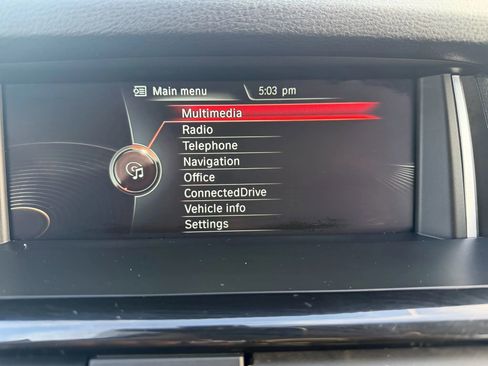 Main menu 5:03 pm
Multimedia
Radio
Telephone
Navigation
Office
ConnectedDrive
Vehicle info
Settings